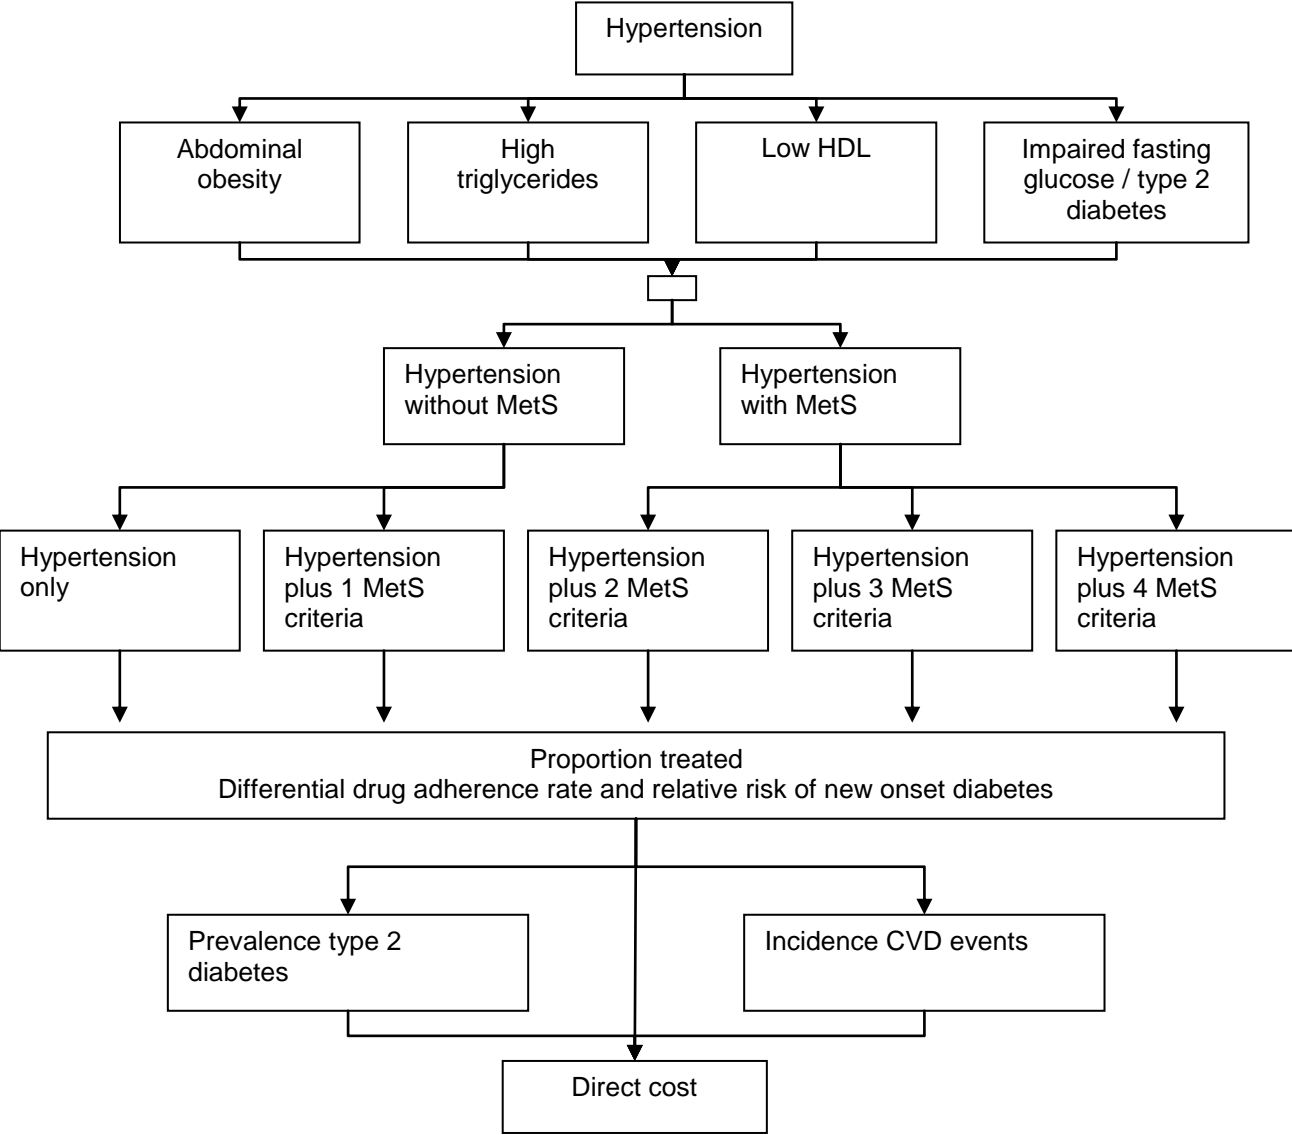 Hypertension
Abdominal
obesity
High
triglycerides
Low HDL
Impaired fasting
glucose / type 2
diabetes
Hypertension
without MetS
Hypertension
with MetS
Hypertension
only
Hypertension
plus 1 MetS
criteria
Hypertension
plus 2 MetS
criteria
Hypertension
plus 3 MetS
criteria
Hypertension
plus 4 MetS
criteria
Proportion treated
Differential drug adherence rate and relative risk of new onset diabetes
Prevalence type 2
diabetes
Incidence CVD events
Direct cost